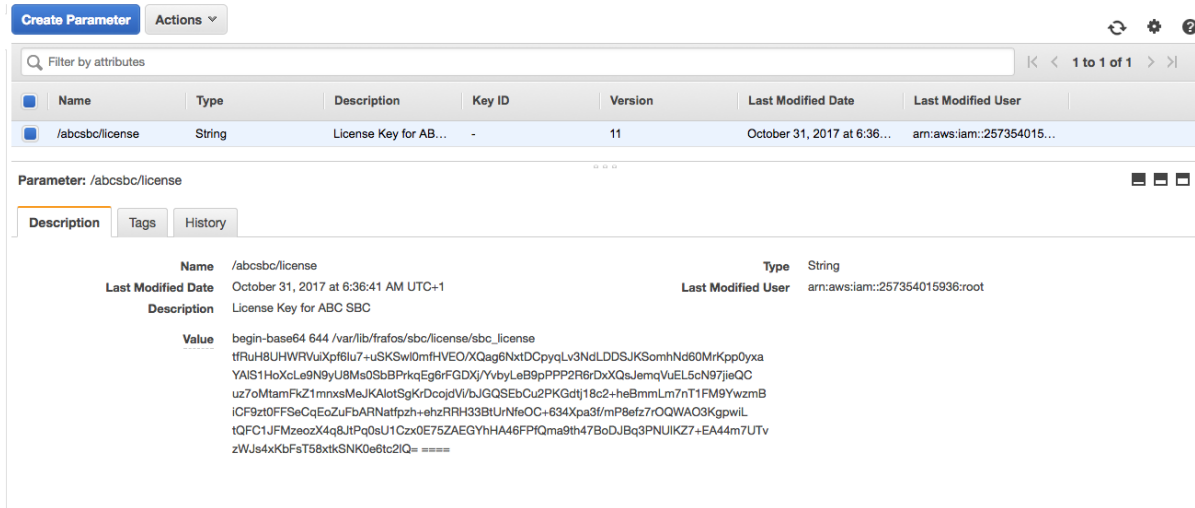 Create Parameter Actions
Filter by attributes 1 to 1 of 1
Name Type Description Key ID Version Last Modified Date Last Modified User
/abcsbc/license String License Key for AB... - 11 October 31, 2017 at 6:36... arn:aws:iam::257354015...
Parameter: /abcsbc/license
Description Tags History
Name /abcsbc/license Type String
Last Modified Date October 31, 2017 at 6:36:41 AM UTC+1 Last Modified User arn:aws:iam::257354015936:root
Description License Key for ABC SBC
Value begin-base64 644 /var/lib/frafos/sbc/license/sbc_license
tfRuH8UHWRVuiXpf6lu7+uSKSwl0mfHVEO/XQag6NxtDCpyqLv3NdLDDSJKSomhNd60MrKpp0yxa
YAlS1HoXcLe9N9yU8Ms0SbBPrkqEg6rFGDXj/YvbyLeB9pPPP2R6rDxXQsJemqVuEL5cN97jieQC
uz7oMtamFkZ1mnxsMeJKAlotSgKrDcojdVi/bJGQSEbCu2PKGdtj18c2+heBmmLm7nT1FM9YwzmB
iCF9zt0FFSeCqEoZuFbARNatfpzh+ehzRRH33BtUrNfeOC+634Xpa3f/mP8efz7rOQWAO3KgpwiL
tQFC1JFMzeozX4q8JtPq0sU1Czx0E75ZAEGYhHA46FPfQma9th47BoDJBq3PNUlKZ7+EA44m7UTv
zWJs4xKbFsT58xtkSNK0e6tc2lQ= ====